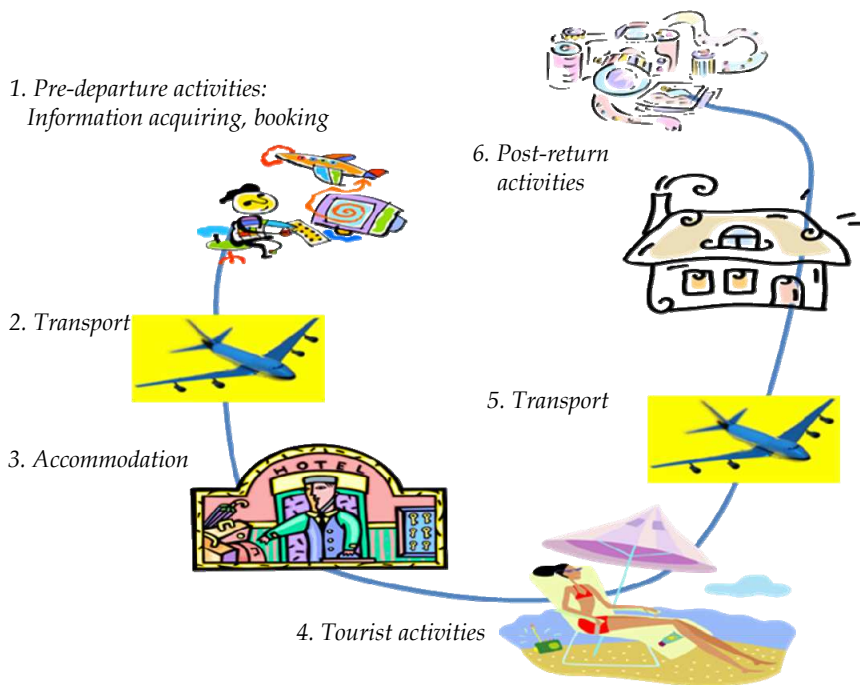 1. Pre-departure activities:
Information acquiring, booking
2. Transport
3. Accommodation
HOTEL
4. Tourist activities
5. Transport
6. Post-return
activities